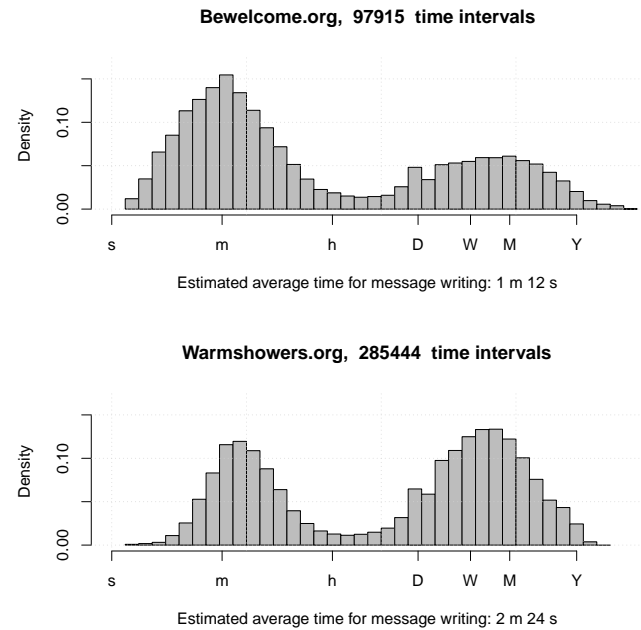 Bewelcome.org,  97915  time intervals
Density
0.10
0.00
s m h D W M Y
Estimated average time for message writing: 1 m 12 s
Warmshowers.org,  285444  time intervals
Density
0.10
0.00
s m h D W M Y
Estimated average time for message writing: 2 m 24 s